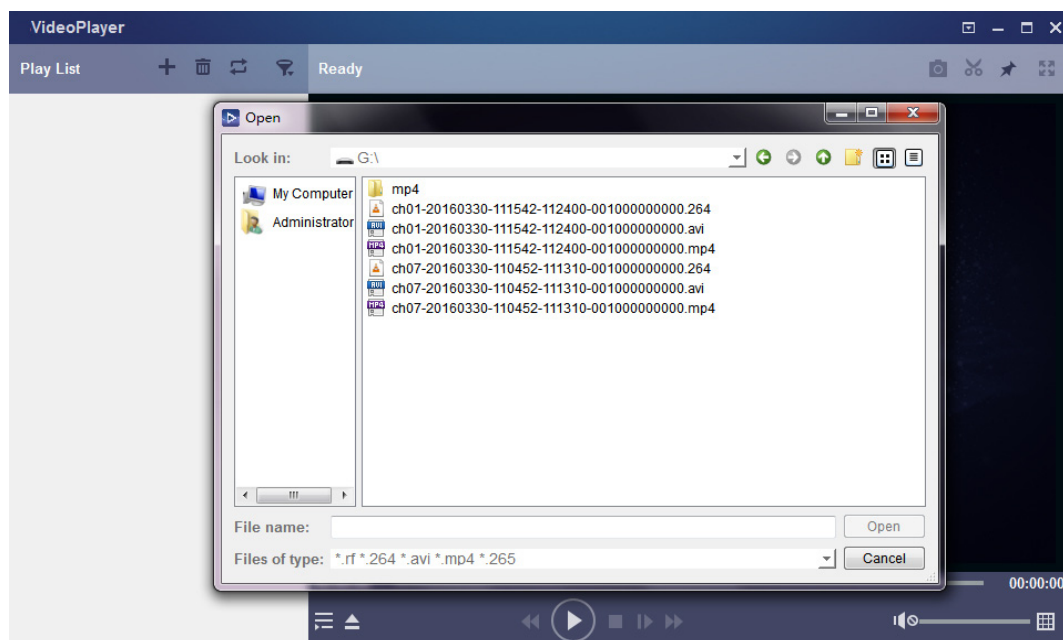 VideoPlayer
Play List
Ready
Open
Look in: G:\
My Computer
Administrator
mp4
ch01-20160330-111542-112400-001000000000.264
ch01-20160330-111542-112400-001000000000.avi
ch01-20160330-111542-112400-001000000000.mp4
ch07-20160330-110452-111310-001000000000.264
ch07-20160330-110452-111310-001000000000.avi
ch07-20160330-110452-111310-001000000000.mp4
File name:
Open
Files of type: *.rf *.264 *.avi *.mp4 *.265
Cancel
00:00:00